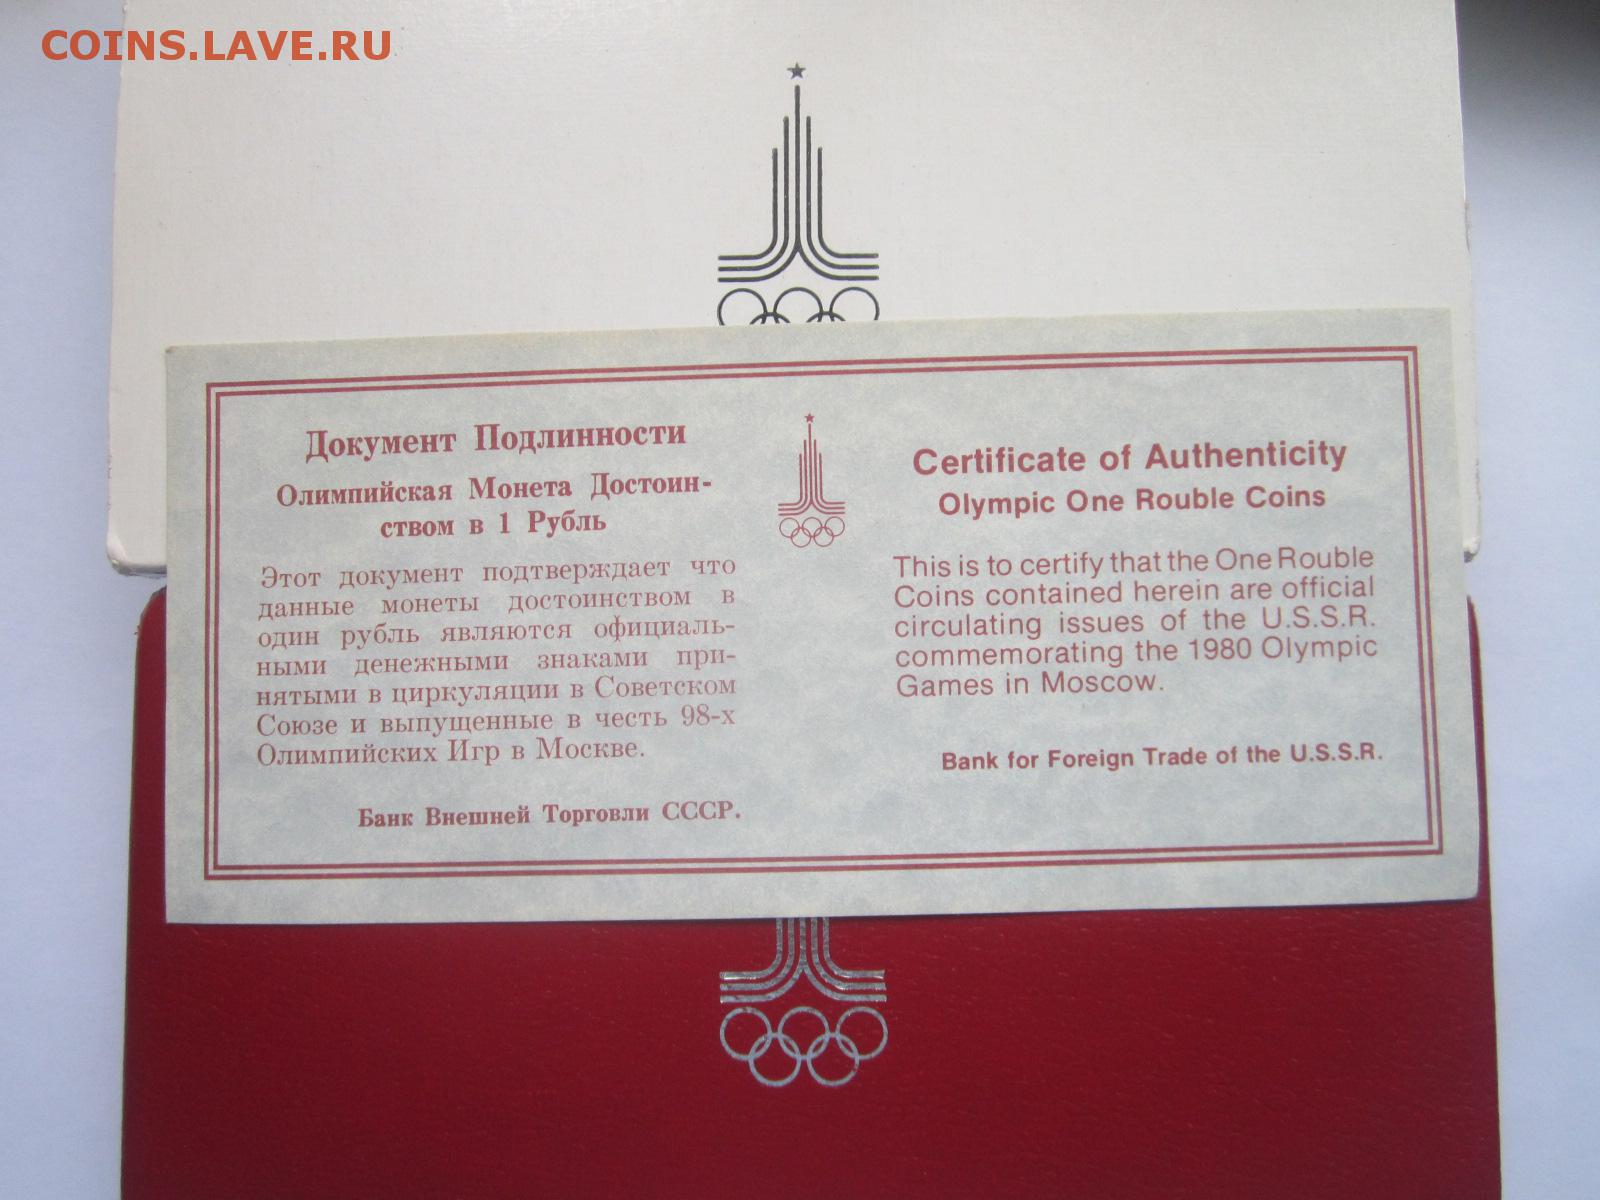 COINS.LAVE.RU
Документ Подлинности
Олимпийская Монета Достоин-
ством в 1 Рубль
Этот документ подтверждает что
данные монеты достоинством в
один рубль являются официаль-
ными денежными знаками при-
нятыми в циркуляции в Советском
Союзе и выпущенные в честь 98-х
Олимпийских Игр в Москве.
Банк Внешней Торговли СССР.
Certificate of Authenticity
Olympic One Rouble Coins
This is to certify that the One Rouble
Coins contained herein are official
circulating issues of the U.S.S.R.
commemorating the 1980 Olympic
Games in Moscow.
Bank for Foreign Trade of the U.S.S.R.